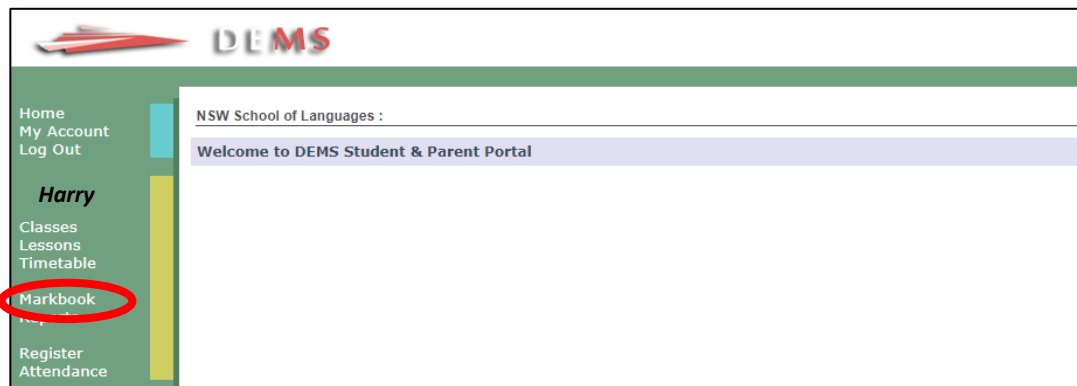 DEMS
Home
My Account
Log Out
NSW School of Languages :
Welcome to DEMS Student & Parent Portal
Harry
Classes
Lessons
Timetable
Markbook
Register
Attendance